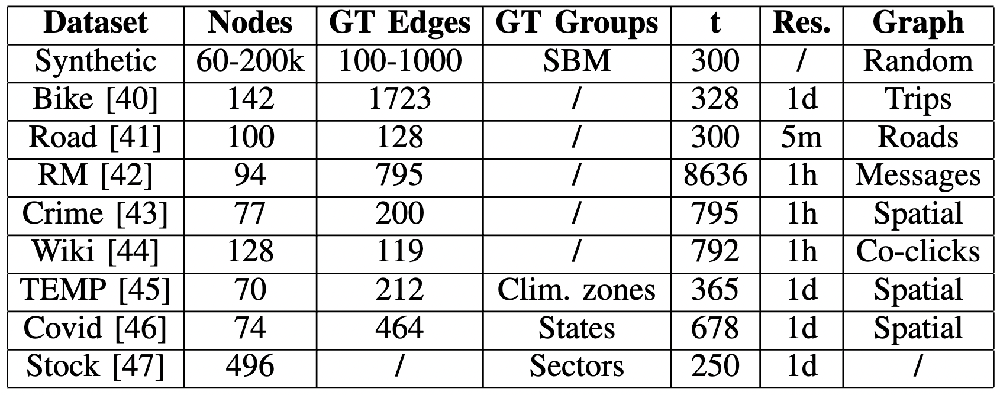 Dataset Nodes GT Edges GT Groups t Res. Graph
Synthetic 60-200k 100-1000 SBM 300 / Random
Bike [40] 142 1723 / 328 1d Trips
Road [41] 100 128 / 300 5m Roads
RM [42] 94 795 / 8636 1h Messages
Crime [43] 77 200 / 795 1h Spatial
Wiki [44] 128 119 / 792 1h Co-clicks
TEMP [45] 70 212 Clim. zones 365 1d Spatial
Covid [46] 74 464 States 678 1d Spatial
Stock [47] 496 / Sectors 250 1d /